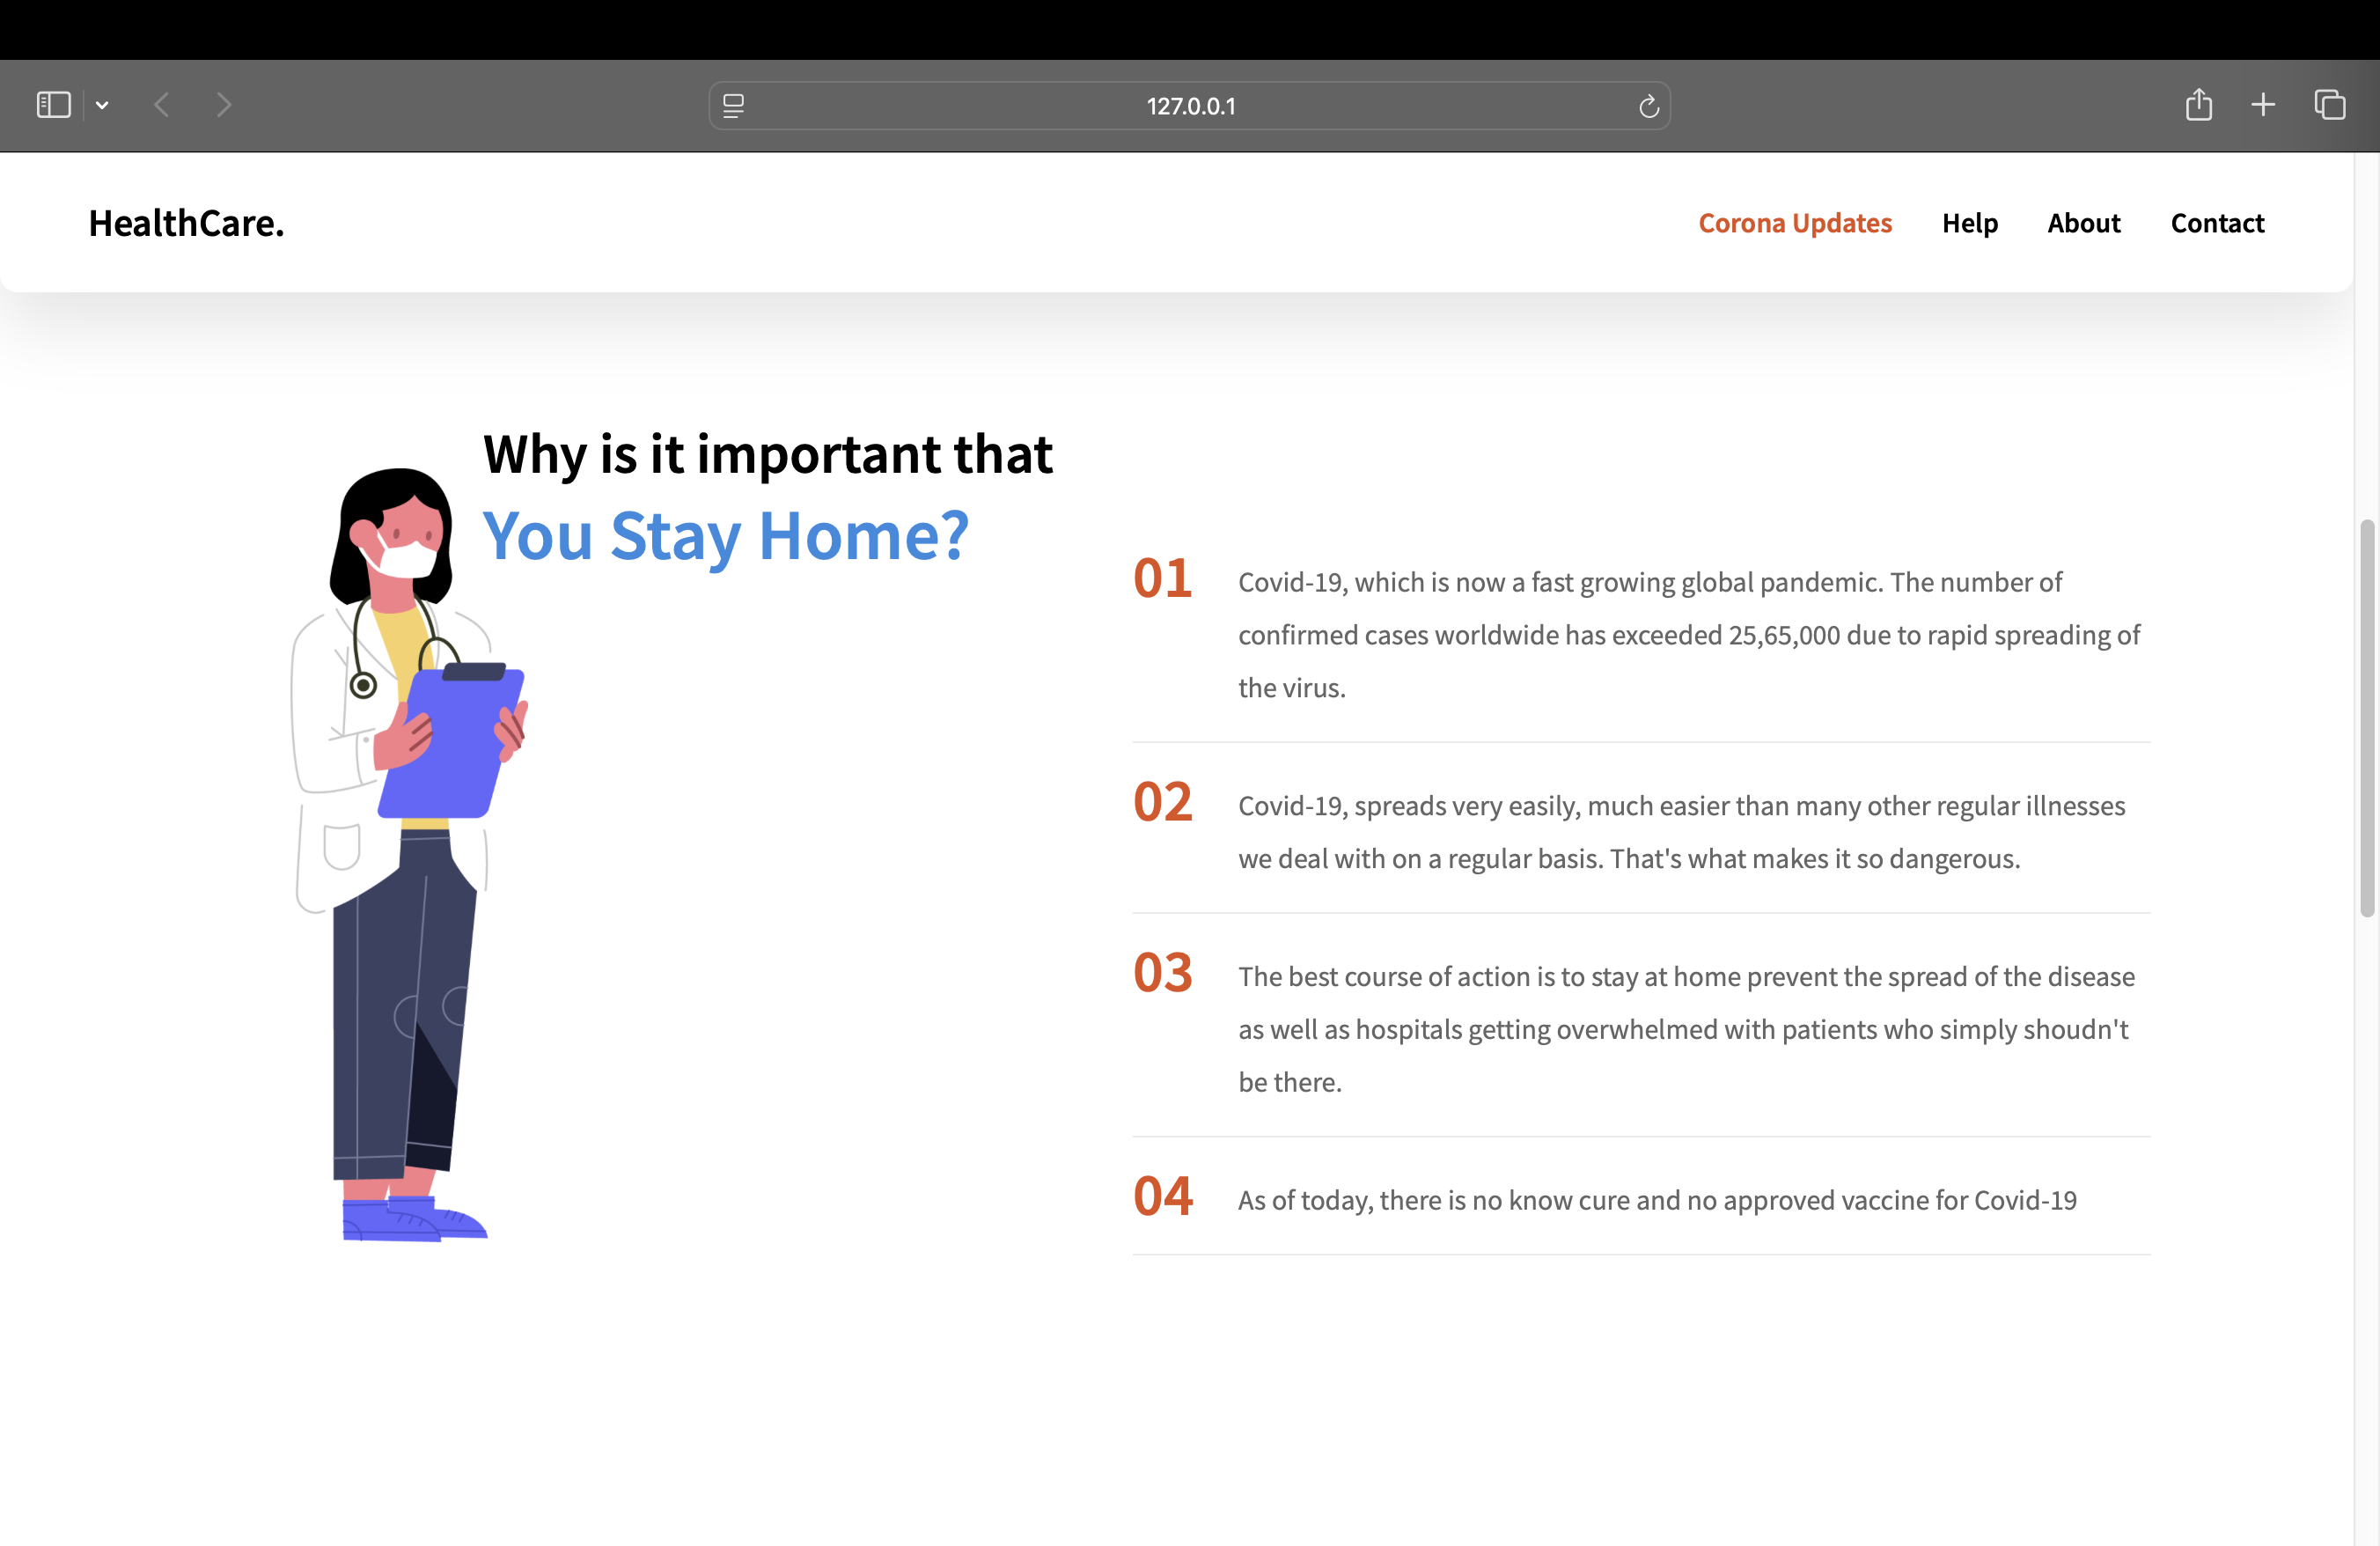 127.0.0.1
HealthCare.
Corona Updates
Help
About
Contact
Why is it important that
You Stay Home?
01
Covid-19, which is now a fast growing global pandemic. The number of
confirmed cases worldwide has exceeded 25,65,000 due to rapid spreading of
the virus.
02
Covid-19, spreads very easily, much easier than many other regular illnesses
we deal with on a regular basis. That's what makes it so dangerous.
03
The best course of action is to stay at home prevent the spread of the disease
as well as hospitals getting overwhelmed with patients who simply shoudn't
be there.
04
As of today, there is no know cure and no approved vaccine for Covid-19